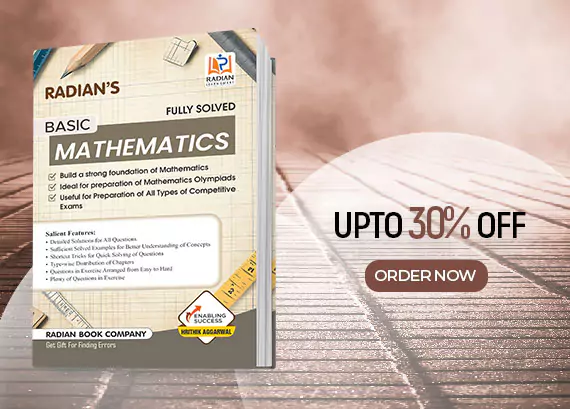 RADIAN
RADIAN'S
FULLY SOLVED
BASIC
MATHEMATICS
Build a strong foundation of Mathematics
Ideal for preparation of Mathematics Olympiads
Useful for Preparation of All Types of Competitive
Exams
Salient Features:
• Detailed Solutions for All Questions
• Sufficient Solved Examples for Better Understanding of Concepts
• Shortcut Tricks for Quick Solving of Questions
• Type-wise Distribution of Chapters
• Questions in Exercise Arranged from Easy to Hard
• Plenty of Questions in Exercise
ENABLING
SUCCESS
HRITHIK AGGARWAL
RADIAN BOOK COMPANY
Get Gift For Finding Errors
UPTO 30% OFF
ORDER NOW